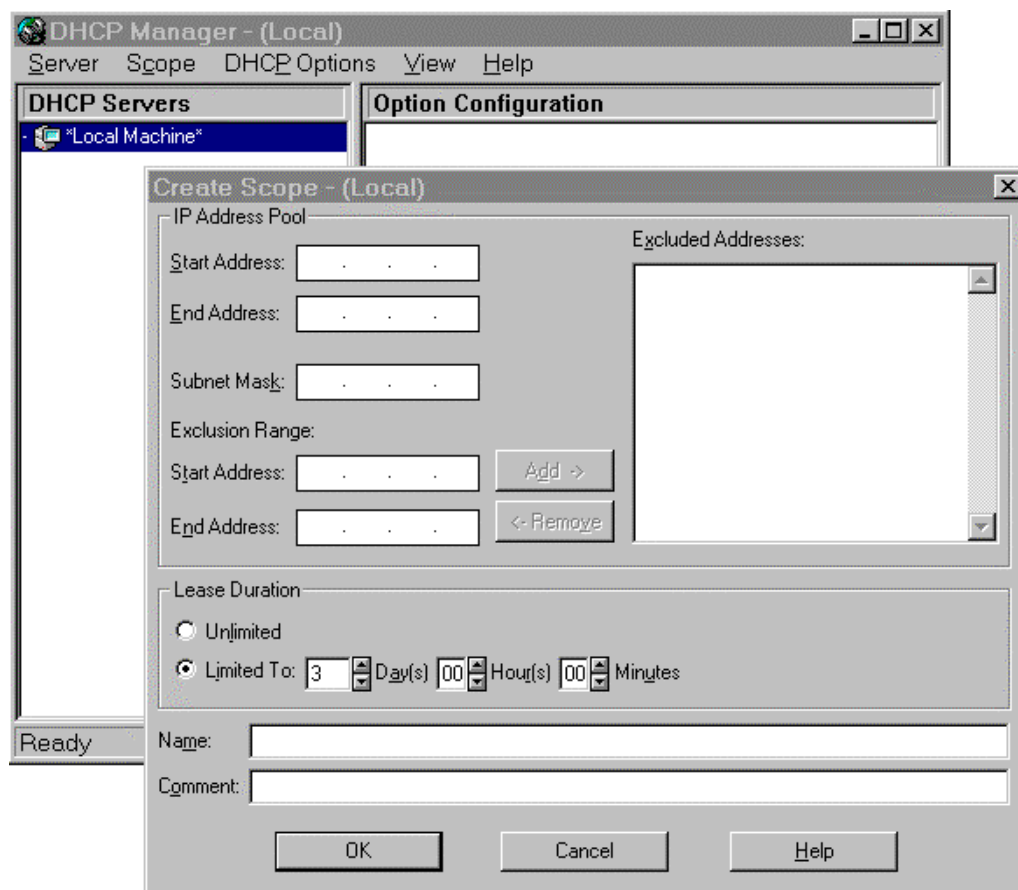 DHCP Manager - (Local)
Server Scope DHCP Options View Help
DHCP Servers
Option Configuration
*Local Machine*
Create Scope - (Local)
IP Address Pool
Start Address: . . .
End Address: . . .
Subnet Mask: . . .
Exclusion Range:
Start Address: . . .
Add ->
End Address: . . .
<- Remove
Excluded Addresses:
Lease Duration
Unlimited
Limited To: 3 Day(s) 00 Hour(s) 00 Minutes
Name:
Comment:
OK Cancel Help
Ready